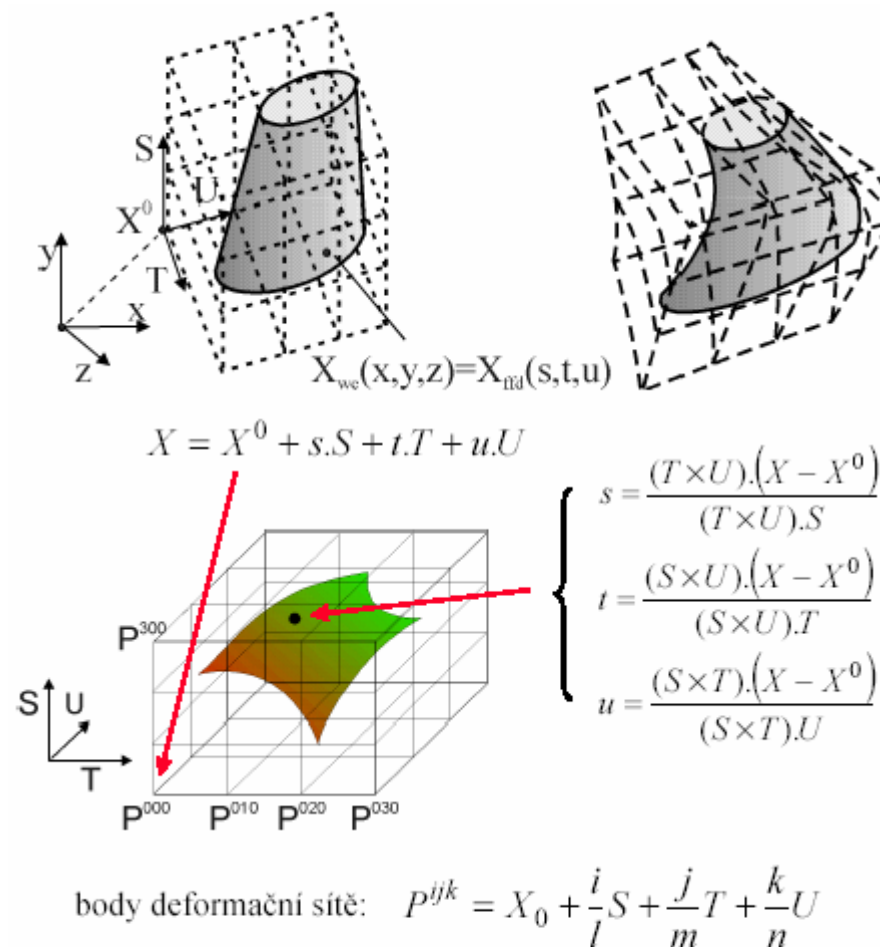 S
U
X⁰
T
y
x
z
X_we(x,y,z)=X_ffd(s,t,u)
X = X⁰ + s.S + t.T + u.U
s = (T×U).(X − X⁰) / (T×U).S
t = (S×U).(X − X⁰) / (S×U).T
u = (S×T).(X − X⁰) / (S×T).U
P³⁰⁰
S
U
T
P⁰⁰⁰ P⁰¹⁰ P⁰²⁰ P⁰³⁰
body deformační sítě: P^{ijk} = X₀ + i/l S + j/m T + k/n U